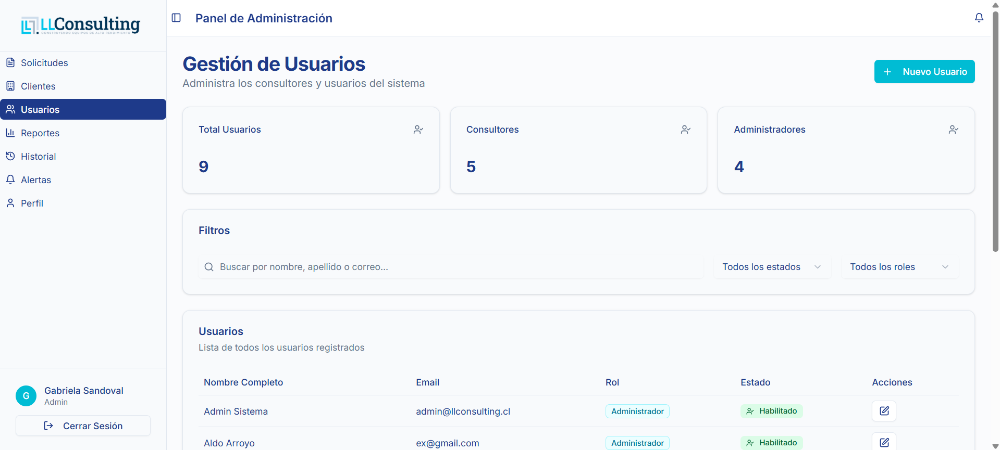 LLConsulting
CONSTRUYENDO EQUIPOS DE ALTO RENDIMIENTO
Panel de Administración
Solicitudes
Clientes
Usuarios
Reportes
Historial
Alertas
Perfil
Gestión de Usuarios
Administra los consultores y usuarios del sistema
Nuevo Usuario
Total Usuarios
9
Consultores
5
Administradores
4
Filtros
Buscar por nombre, apellido o correo...
Todos los estados
Todos los roles
Usuarios
Lista de todos los usuarios registrados
Nombre Completo Email Rol Estado Acciones
Admin Sistema admin@llconsulting.cl Administrador Habilitado
Aldo Arroyo ex@gmail.com Administrador Habilitado
G
Gabriela Sandoval
Admin
Cerrar Sesión